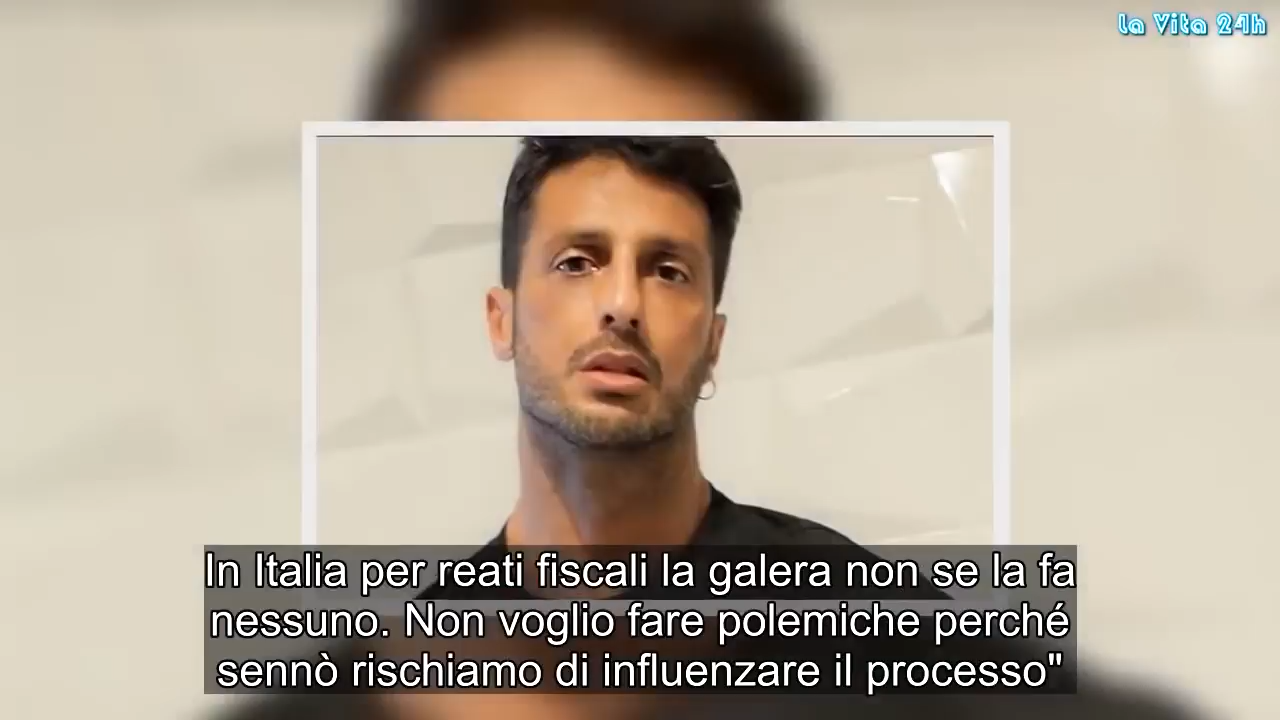 La Vita 24h
In Italia per reati fiscali la galera non se la fa
nessuno. Non voglio fare polemiche perché
sennò rischiamo di influenzare il processo"